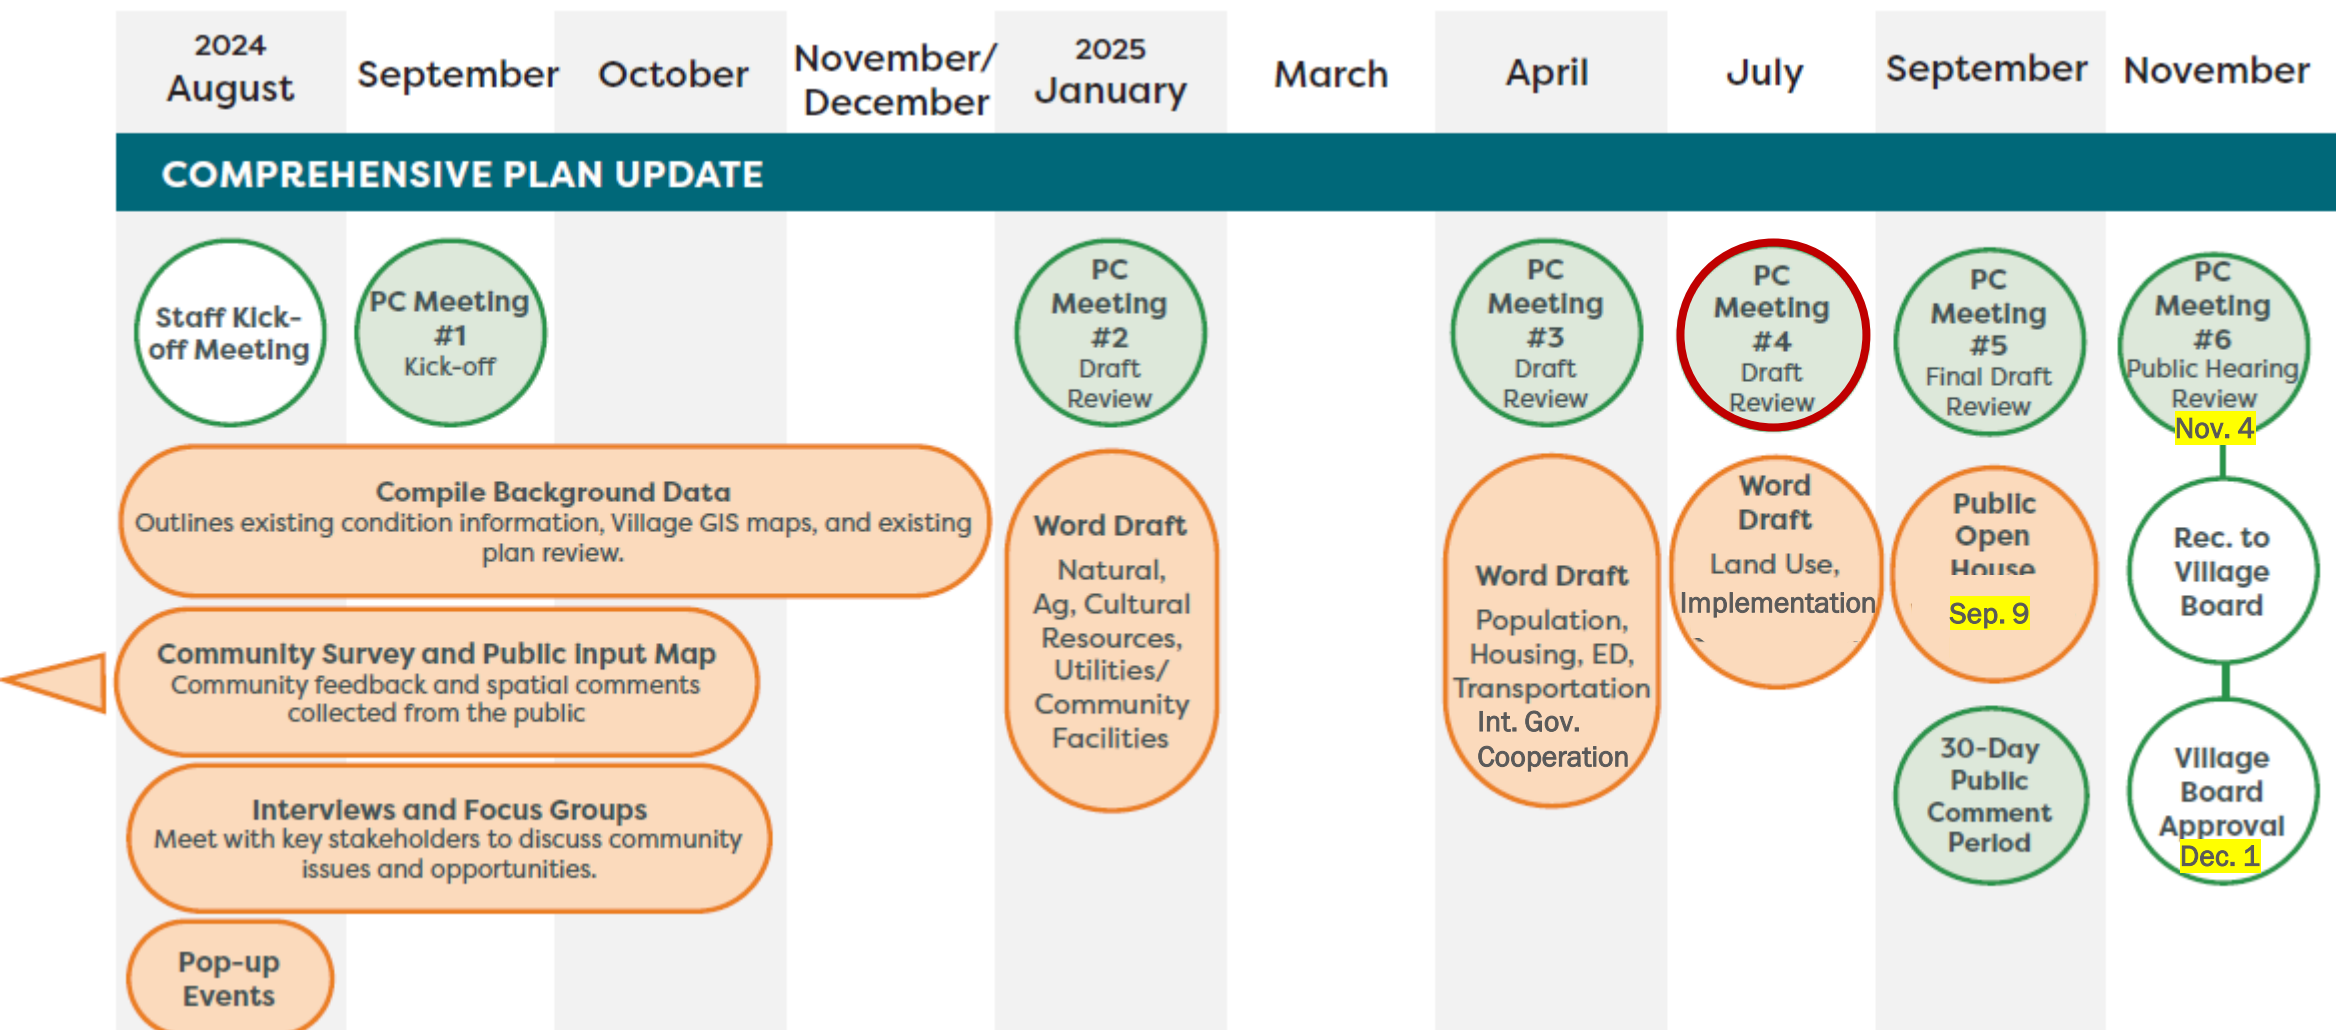 2024
August
September
October
November/
December
2025
January
March
April
July
September
November
COMPREHENSIVE PLAN UPDATE
Staff Kick-
off Meeting
PC Meeting
#1
Kick-off
PC
Meeting
#2
Draft
Review
PC
Meeting
#3
Draft
Review
PC
Meeting
#4
Draft
Review
PC
Meeting
#5
Final Draft
Review
PC
Meeting
#6
Public Hearing
Review
Nov. 4
Compile Background Data
Outlines existing condition information, Village GIS maps, and existing
plan review.
Community Survey and Public Input Map
Community feedback and spatial comments
collected from the public
Interviews and Focus Groups
Meet with key stakeholders to discuss community
issues and opportunities.
Pop-up
Events
Word Draft
Natural,
Ag, Cultural
Resources,
Utilities/
Community
Facilities
Word Draft
Population,
Housing, ED,
Transportation
Int. Gov.
Cooperation
Word
Draft
Land Use,
Implementation
Public
Open
House
Sep. 9
30-Day
Public
Comment
Period
Rec. to
Village
Board
Village
Board
Approval
Dec. 1